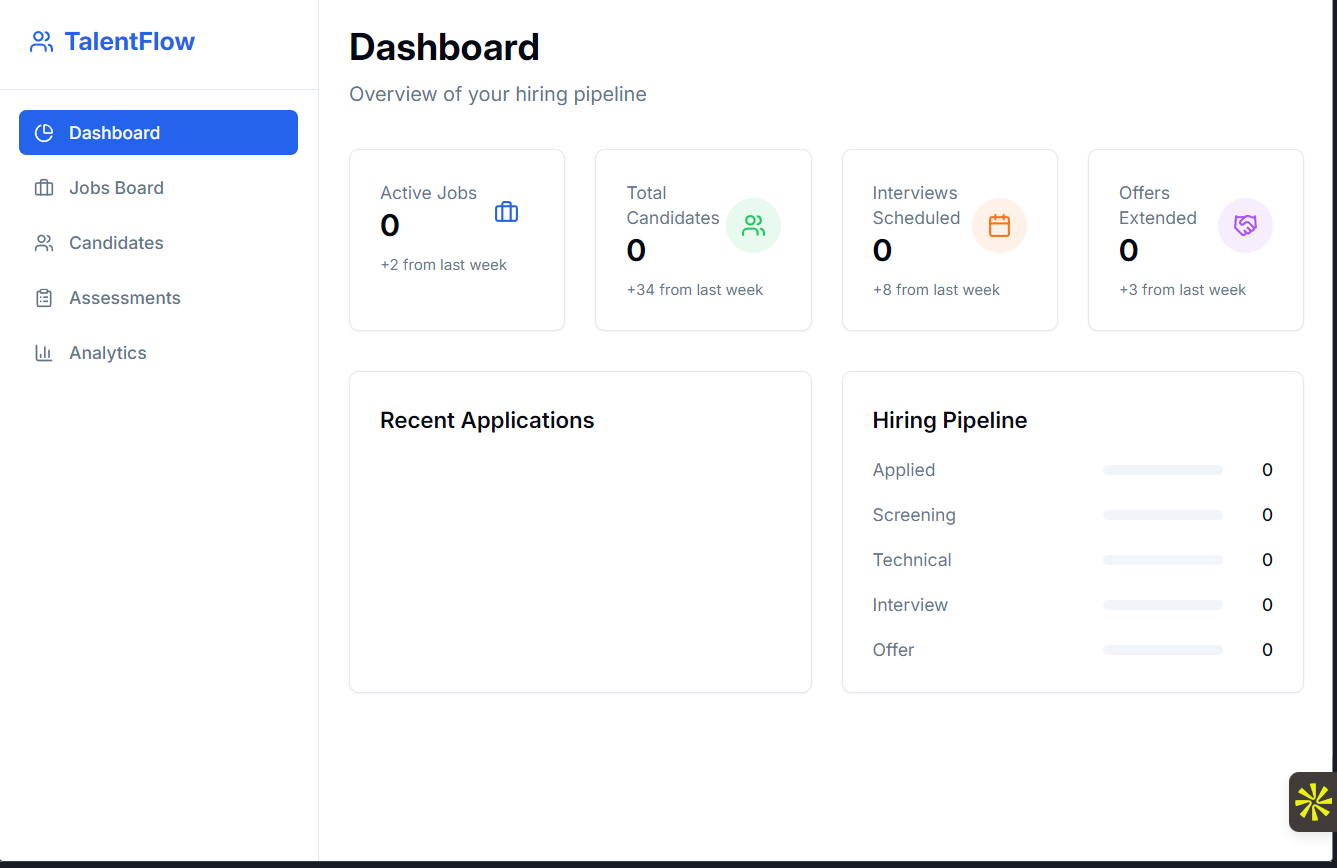 TalentFlow
Dashboard
Jobs Board
Candidates
Assessments
Analytics
Dashboard
Overview of your hiring pipeline
Active Jobs
0
+2 from last week
Total
Candidates
0
+34 from last week
Interviews
Scheduled
0
+8 from last week
Offers
Extended
0
+3 from last week
Recent Applications
Hiring Pipeline
Applied 0
Screening 0
Technical 0
Interview 0
Offer 0